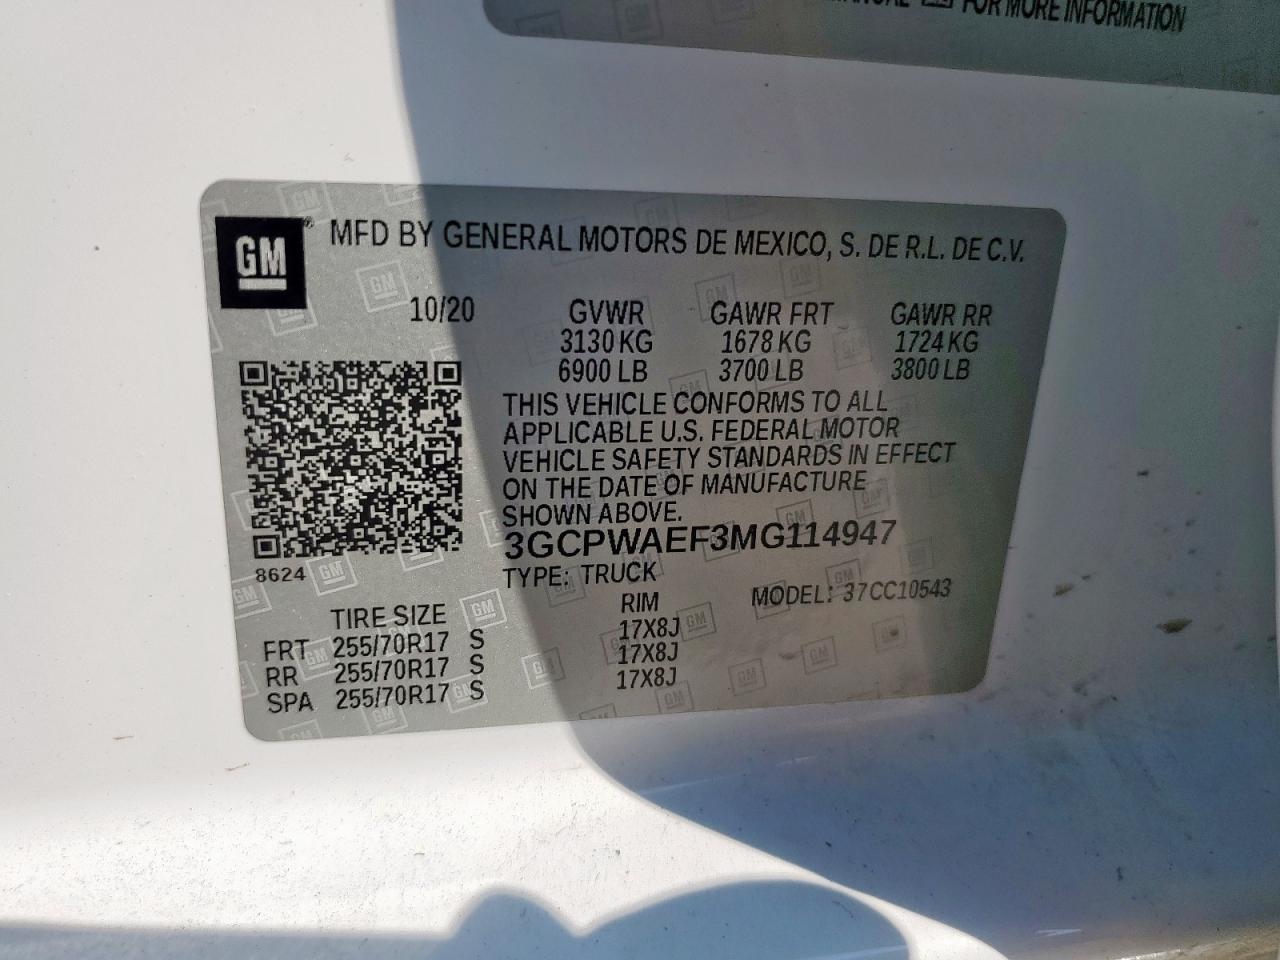 FOR MORE INFORMATION
GM® MFD BY GENERAL MOTORS DE MEXICO, S. DE R.L. DE C.V.
10/20 GVWR GAWR FRT GAWR RR
3130 KG 1678 KG 1724 KG
6900 LB 3700 LB 3800 LB
THIS VEHICLE CONFORMS TO ALL
APPLICABLE U.S. FEDERAL MOTOR
VEHICLE SAFETY STANDARDS IN EFFECT
ON THE DATE OF MANUFACTURE
SHOWN ABOVE.
3GCPWAEF3MG114947
8624 TYPE: TRUCK
MODEL: 37CC10543
TIRE SIZE RIM
FRT 255/70R17 S 17X8J
RR 255/70R17 S 17X8J
SPA 255/70R17 S 17X8J